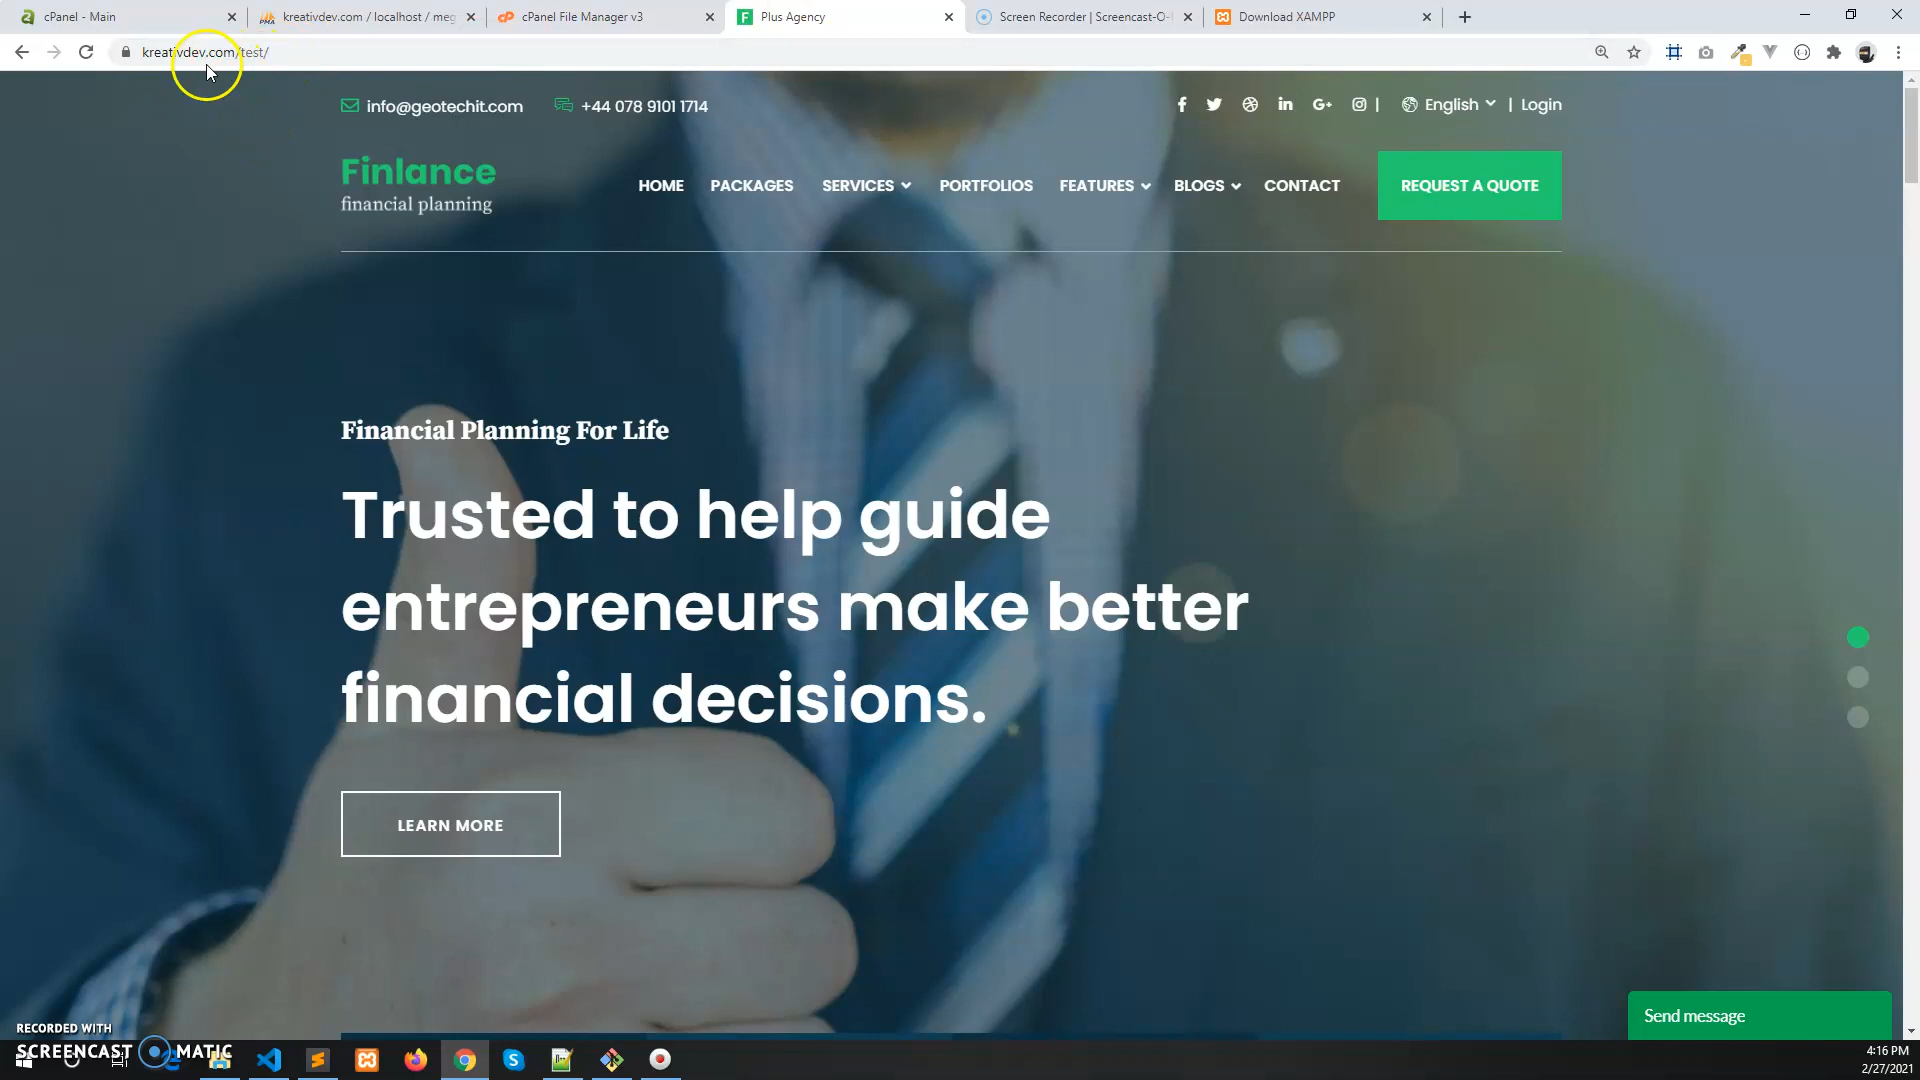 cPanel - Main
kreativdev.com / localhost / meg
cPanel File Manager v3
Plus Agency
Screen Recorder | Screencast-O-
Download XAMPP
kreativdev.com/test/
info@geotechit.com
+44 078 9101 1714
English
|
Login
Finlance
financial planning
HOME
PACKAGES
SERVICES
PORTFOLIOS
FEATURES
BLOGS
CONTACT
REQUEST A QUOTE
Financial Planning For Life
Trusted to help guide
entrepreneurs make better
financial decisions.
LEARN MORE
Send message
RECORDED WITH
SCREENCAST MATIC
4:16 PM
2/27/2021